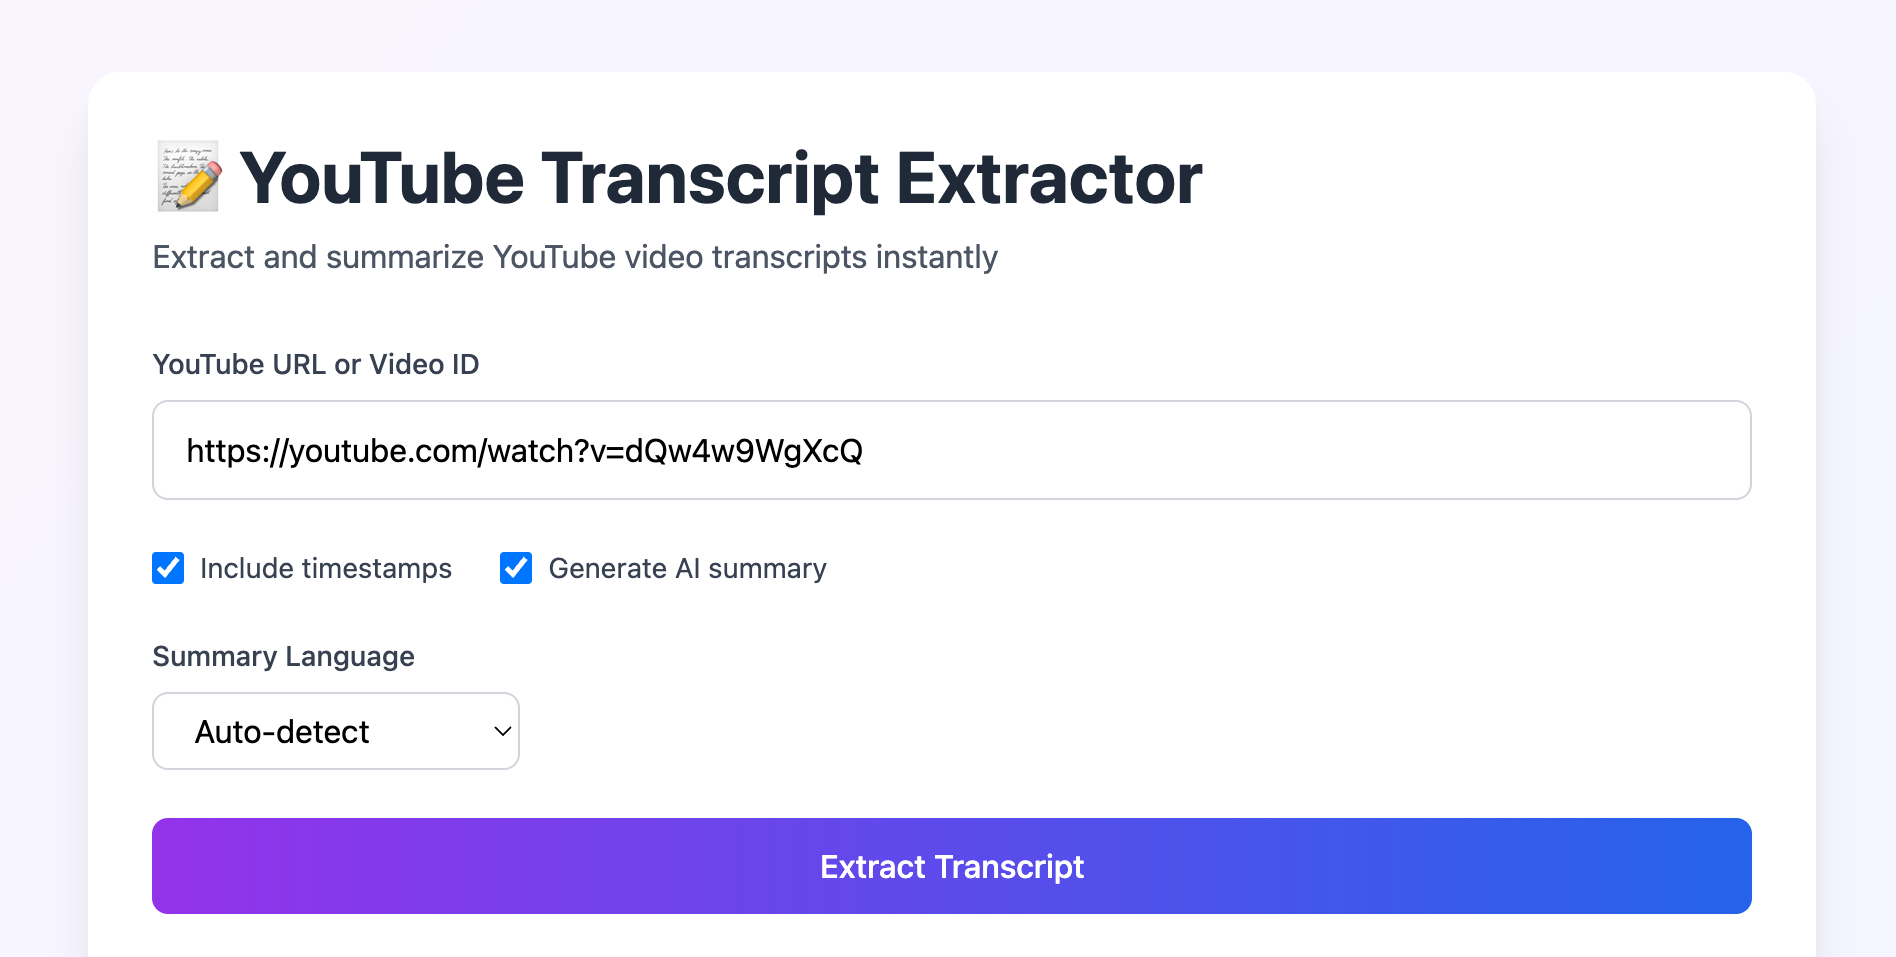 YouTube Transcript Extractor
Extract and summarize YouTube video transcripts instantly
YouTube URL or Video ID
https://youtube.com/watch?v=dQw4w9WgXcQ
Include timestamps
Generate AI summary
Summary Language
Auto-detect
Extract Transcript